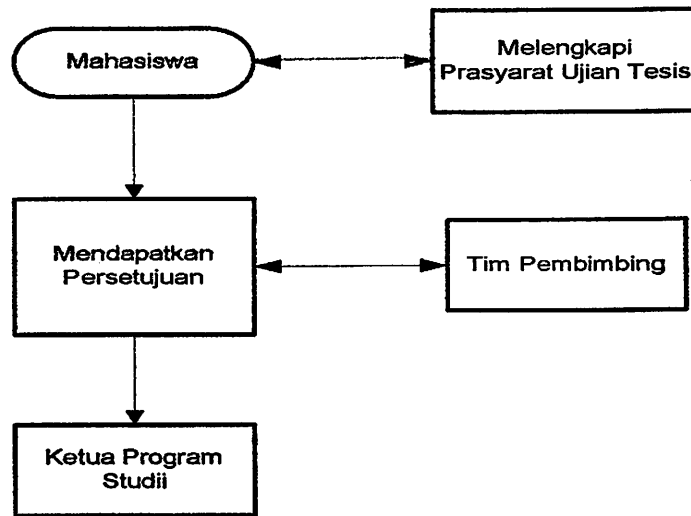 Mahasiswa
Melengkapi
Prasyarat Ujian Tesis
Mendapatkan
Persetujuan
Tim Pembimbing
Ketua Program
Studii